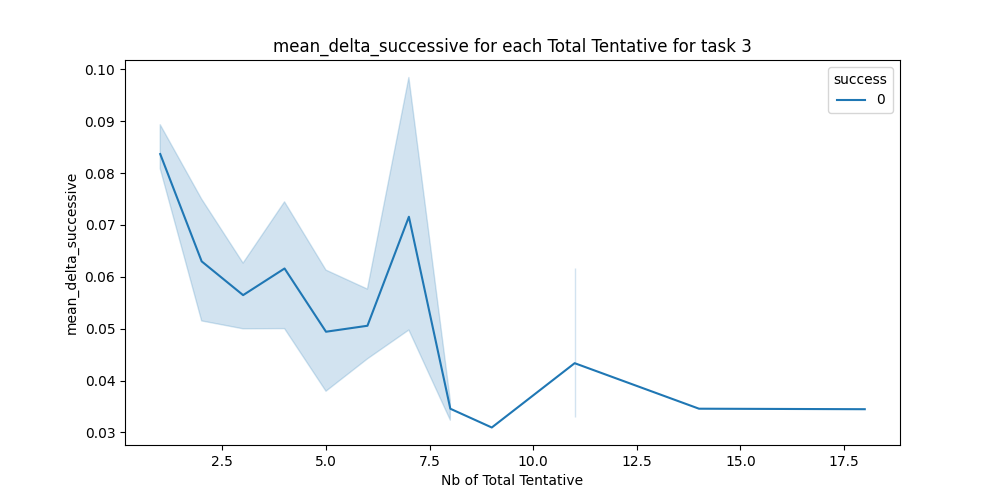 mean_delta_successive for each Total Tentative for task 3
success
0
mean_delta_successive
0.10
0.09
0.08
0.07
0.06
0.05
0.04
0.03
2.5 5.0 7.5 10.0 12.5 15.0 17.5
Nb of Total Tentative